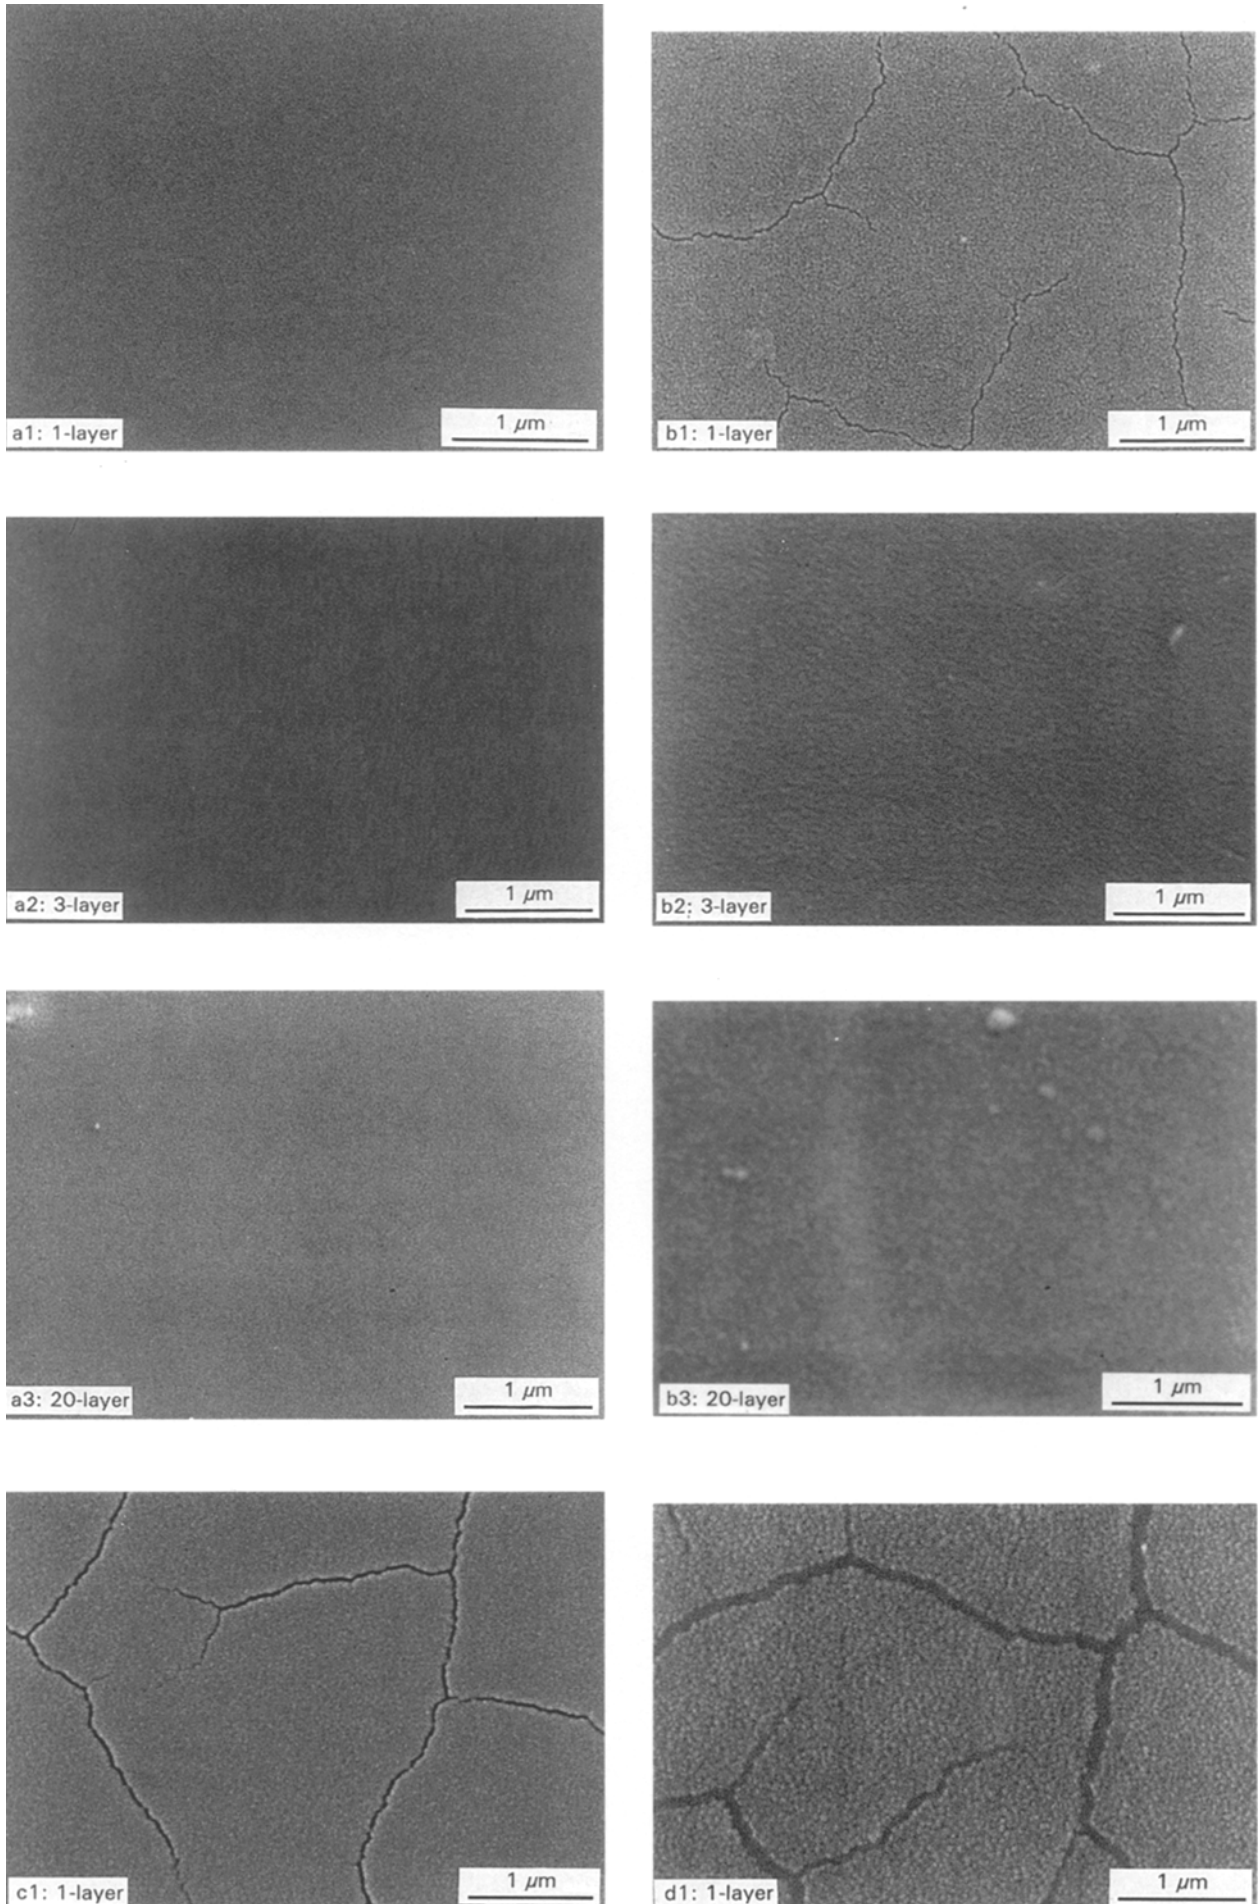 a1: 1-layer
1 μm
b1: 1-layer
1 μm
a2: 3-layer
1 μm
b2: 3-layer
1 μm
a3: 20-layer
1 μm
b3: 20-layer
1 μm
c1: 1-layer
1 μm
d1: 1-layer
1 μm